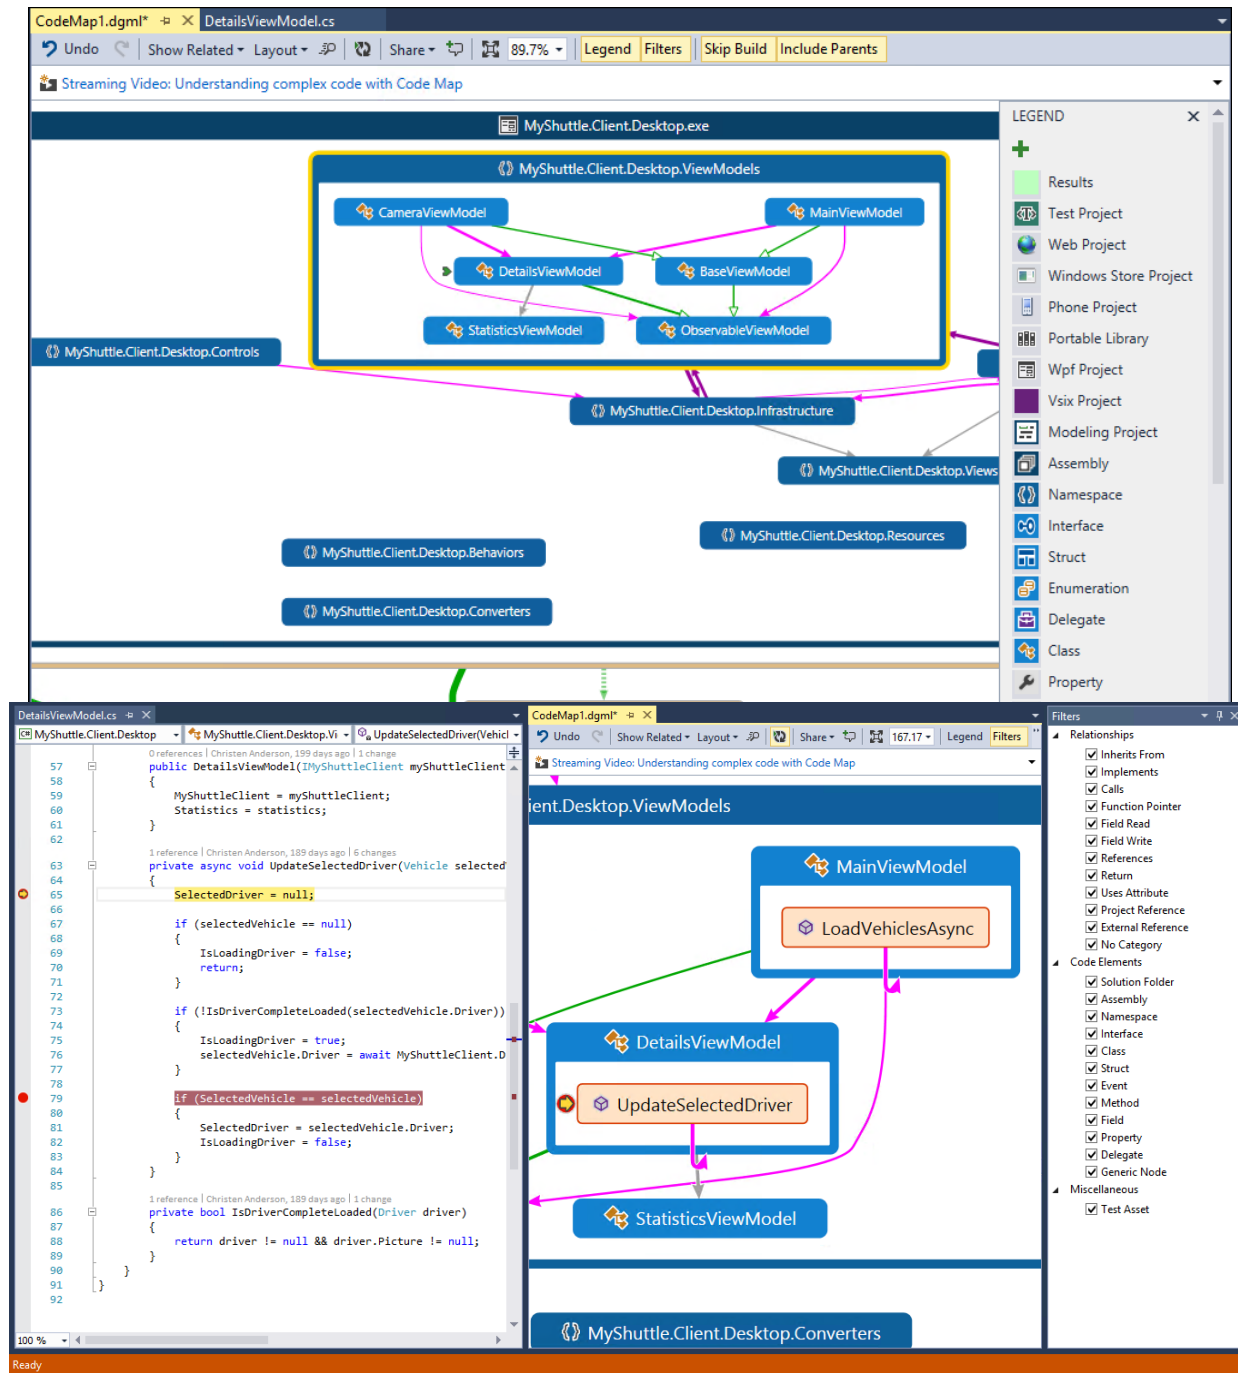 CodeMap1.dgml* DetailsViewModel.cs
Undo Show Related Layout Share 89.7% Legend Filters Skip Build Include Parents
Streaming Video: Understanding complex code with Code Map
MyShuttle.Client.Desktop.exe
MyShuttle.Client.Desktop.ViewModels
CameraViewModel MainViewModel
DetailsViewModel BaseViewModel
StatisticsViewModel ObservableViewModel
MyShuttle.Client.Desktop.Controls
MyShuttle.Client.Desktop.Infrastructure
MyShuttle.Client.Desktop.Views
MyShuttle.Client.Desktop.Resources
MyShuttle.Client.Desktop.Behaviors
MyShuttle.Client.Desktop.Converters
LEGEND
Results
Test Project
Web Project
Windows Store Project
Phone Project
Portable Library
Wpf Project
Vsix Project
Modeling Project
Assembly
Namespace
Interface
Struct
Enumeration
Delegate
Class
Property
DetailsViewModel.cs
C# MyShuttle.Client.Desktop MyShuttle.Client.Desktop.Vi UpdateSelectedDriver(Vehicl
0 references | Christen Anderson, 199 days ago | 1 change
57 public DetailsViewModel(IMyShuttleClient myShuttleClient
58 {
59 MyShuttleClient = myShuttleClient;
60 Statistics = statistics;
61 }
62
1 reference | Christen Anderson, 189 days ago | 6 changes
63 private async void UpdateSelectedDriver(Vehicle selected
64 {
65 SelectedDriver = null;
66
67 if (selectedVehicle == null)
68 {
69 IsLoadingDriver = false;
70 return;
71 }
72
73 if (!IsDriverCompleteLoaded(selectedVehicle.Driver))
74 {
75 IsLoadingDriver = true;
76 selectedVehicle.Driver = await MyShuttleClient.D
77 }
78
79 if (SelectedVehicle == selectedVehicle)
80 {
81 SelectedDriver = selectedVehicle.Driver;
82 IsLoadingDriver = false;
83 }
84 }
85
1 reference | Christen Anderson, 189 days ago | 1 change
86 private bool IsDriverCompleteLoaded(Driver driver)
87 {
88 return driver != null && driver.Picture != null;
89 }
90 }
91 }
92
100 %
Ready
CodeMap1.dgml*
Undo Show Related Layout Share 167.17 Legend Filters
Streaming Video: Understanding complex code with Code Map
ient.Desktop.ViewModels
MainViewModel
LoadVehiclesAsync
DetailsViewModel
UpdateSelectedDriver
StatisticsViewModel
MyShuttle.Client.Desktop.Converters
Filters
Relationships
Inherits From
Implements
Calls
Function Pointer
Field Read
Field Write
References
Return
Uses Attribute
Project Reference
External Reference
No Category
Code Elements
Solution Folder
Assembly
Namespace
Interface
Class
Struct
Event
Method
Field
Property
Delegate
Generic Node
Miscellaneous
Test Asset